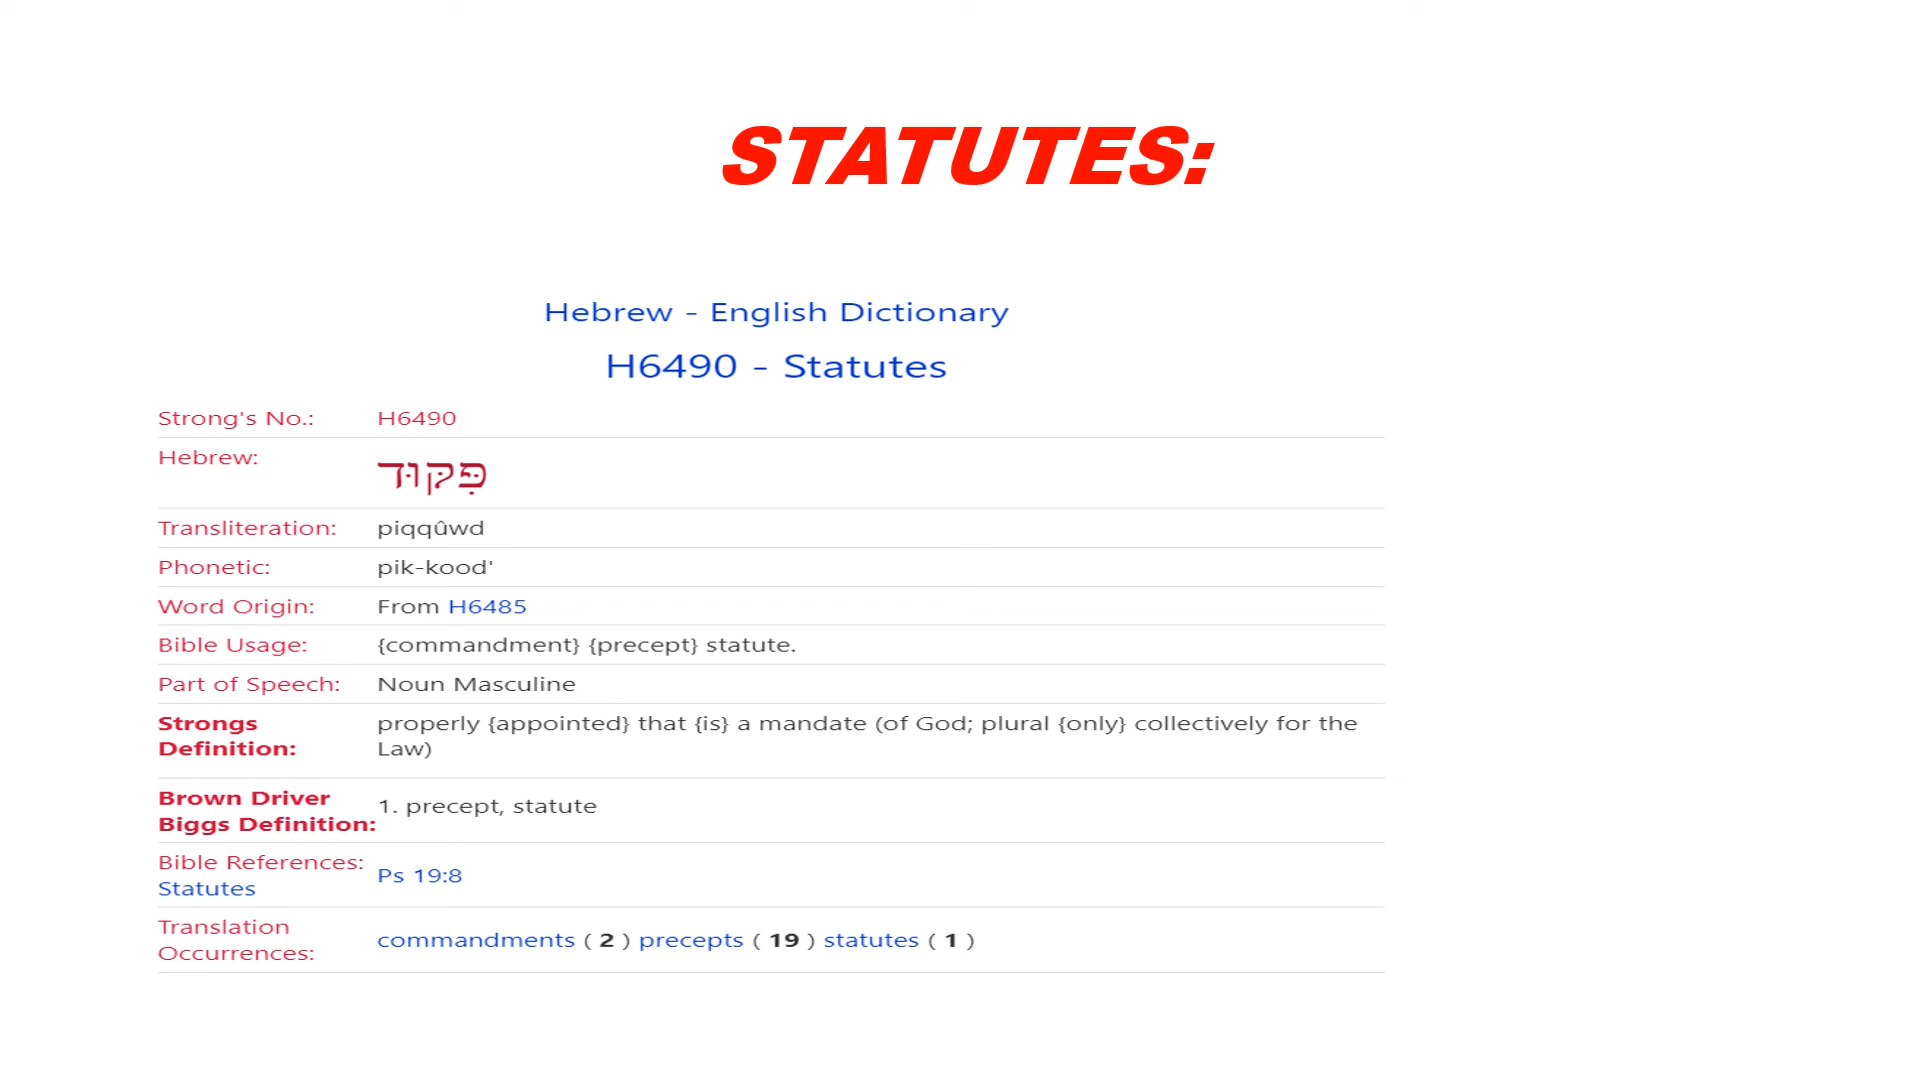 STATUTES:
Hebrew - English Dictionary
H6490 - Statutes
Strong's No.: H6490
Hebrew: פִּקּוּד
Transliteration: piqqûwd
Phonetic: pik-kood'
Word Origin: From H6485
Bible Usage: {commandment} {precept} statute.
Part of Speech: Noun Masculine
Strongs Definition: properly {appointed} that {is} a mandate (of God; plural {only} collectively for the
Law)
Brown Driver
Biggs Definition: 1. precept, statute
Bible References:
Statutes Ps 19:8
Translation
Occurrences: commandments ( 2 ) precepts ( 19 ) statutes ( 1 )